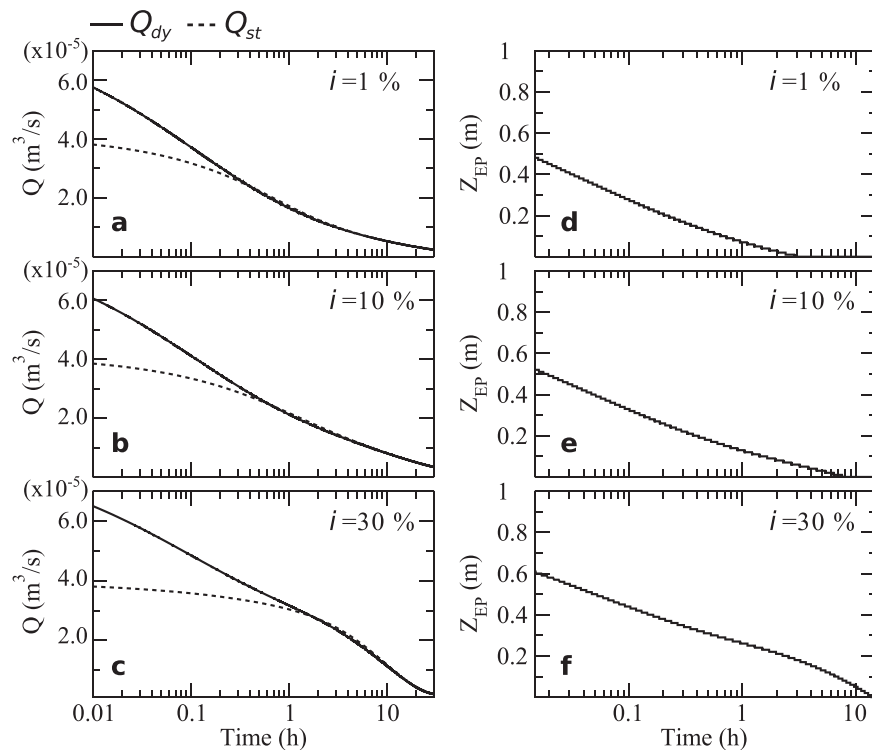 Q_dy Q_st
(x10^-5)
6.0
4.0
2.0
Q (m^3/s)
i=1 %
a
1
0.8
0.6
0.4
0.2
Z_EP (m)
i=1 %
d
(x10^-5)
6.0
4.0
2.0
Q (m^3/s)
i=10 %
b
1
0.8
0.6
0.4
0.2
Z_EP (m)
i=10 %
e
(x10^-5)
6.0
4.0
2.0
Q (m^3/s)
i=30 %
c
0.01 0.1 1 10
Time (h)
1
0.8
0.6
0.4
0.2
Z_EP (m)
i=30 %
f
0.1 1 10
Time (h)